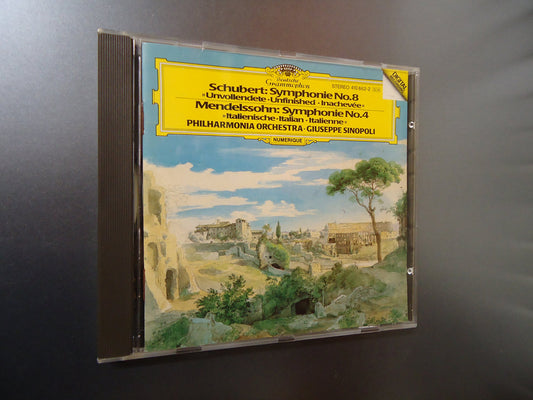 Deutsche
Grammophon
STEREO 410 862-2
DIGITAL
Schubert: Symphonie No.8
»Unvollendete · Unfinished · Inachevée«
Mendelssohn: Symphonie No.4
»Italienische · Italian · Italienne«
PHILHARMONIA ORCHESTRA · GIUSEPPE SINOPOLI
NUMERIQUE